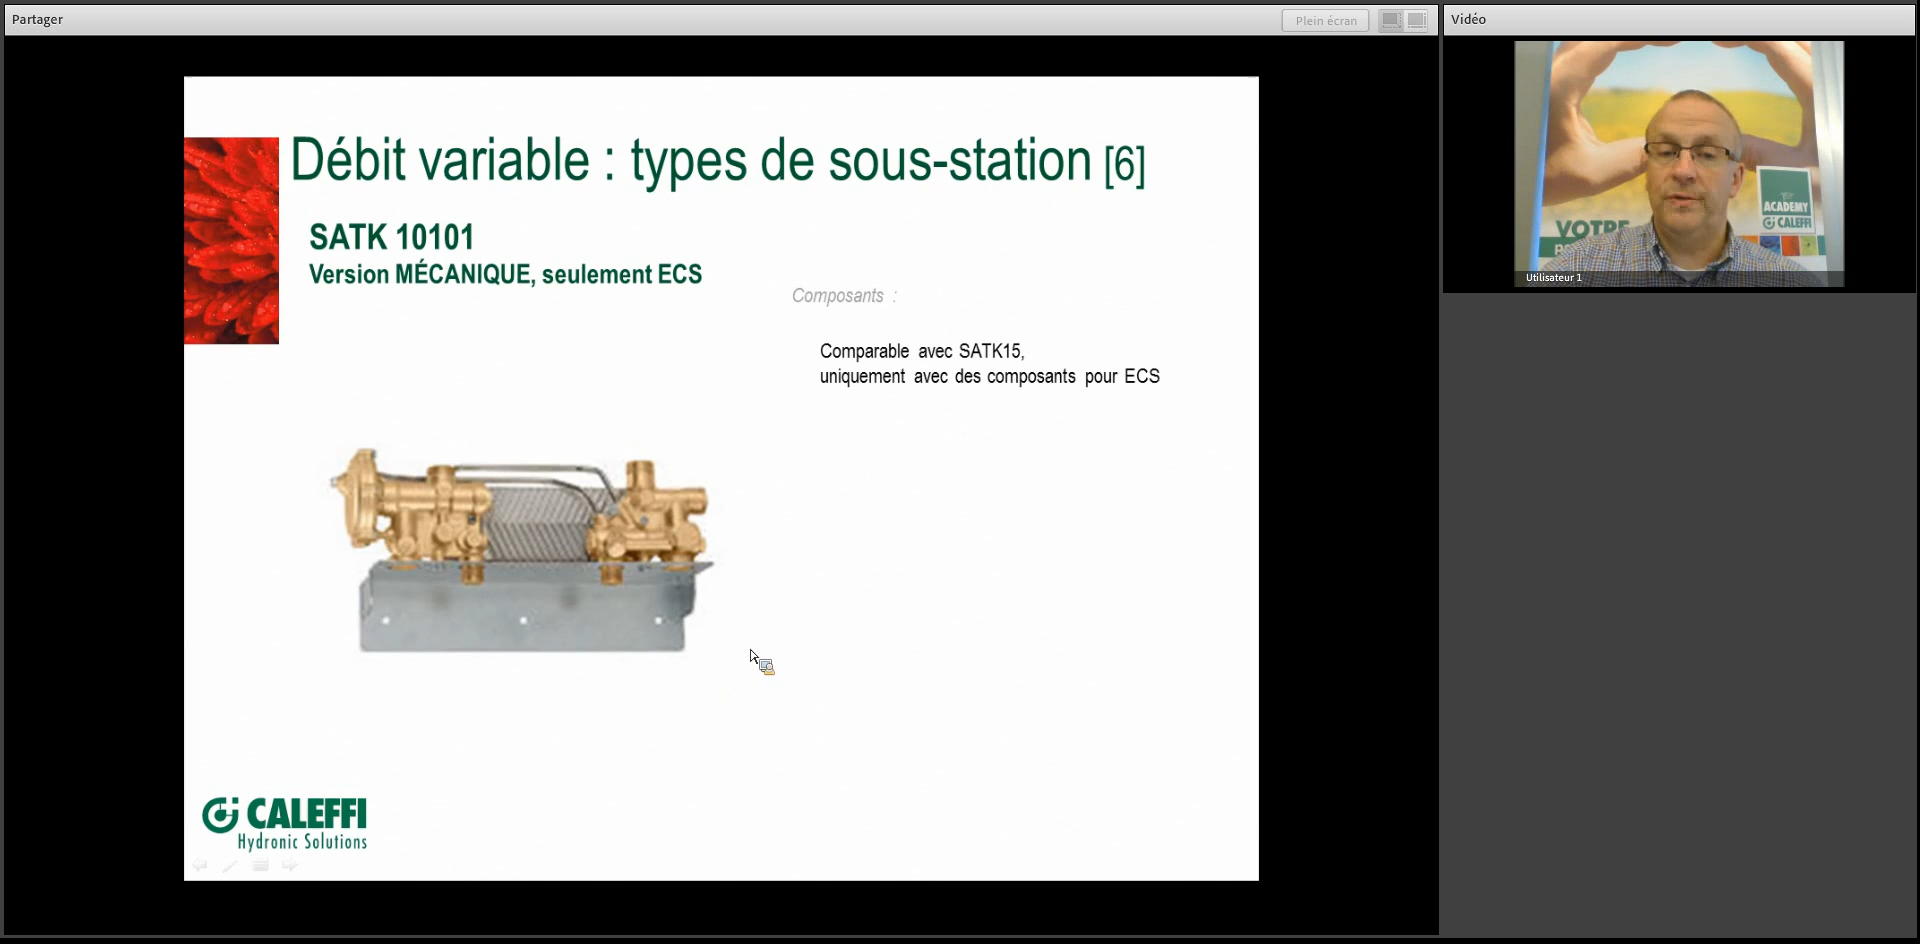 Partager
Plein écran
Vidéo
Débit variable : types de sous-station [6]
SATK 10101
Version MÉCANIQUE, seulement ECS
Composants :
Comparable avec SATK15,
uniquement avec des composants pour ECS
CALEFFI
Hydronic Solutions
VOTRE
ACADEMY
CALEFFI
Utilisateur 1